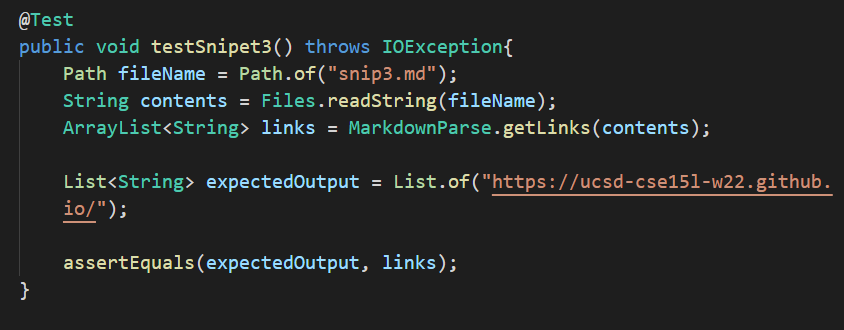 @Test
public void testSnipet3() throws IOException{
Path fileName = Path.of("snip3.md");
String contents = Files.readString(fileName);
ArrayList<String> links = MarkdownParse.getLinks(contents);
List<String> expectedOutput = List.of("https://ucsd-cse15l-w22.github.
io/");
assertEquals(expectedOutput, links);
}